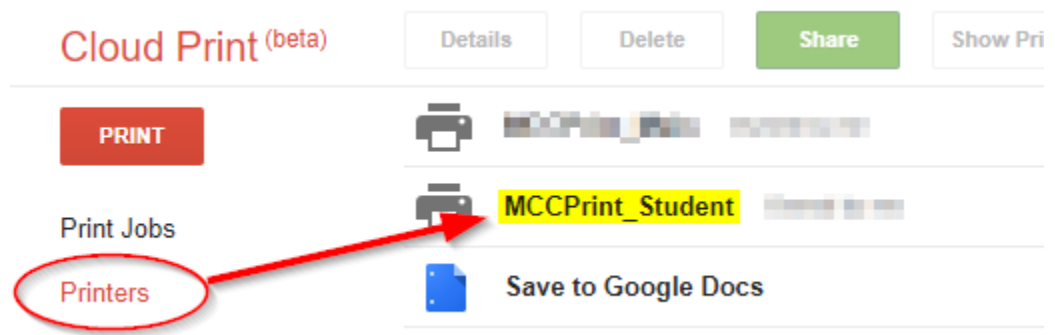 Cloud Print (beta)
Details
Delete
Share
Show Pri
PRINT
Print Jobs
Printers
MCCPrint_Student
Save to Google Docs